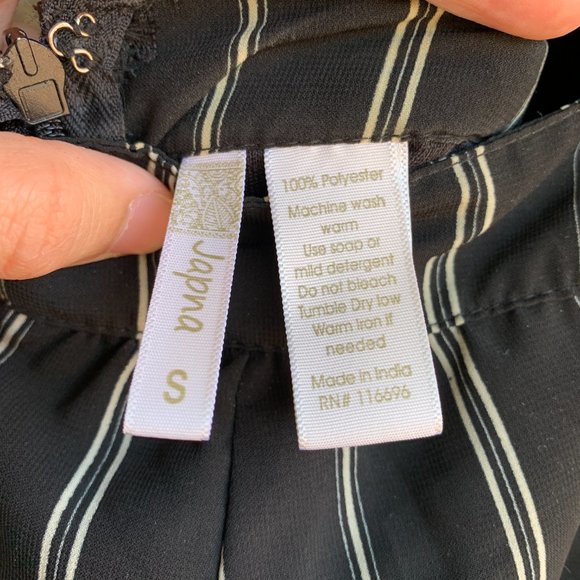 Japna
S
100% Polyester
Machine wash
warm
Use soap or
mild detergent
Do not bleach
Tumble Dry low
Warm iron if
needed
Made in India
RN# 116696